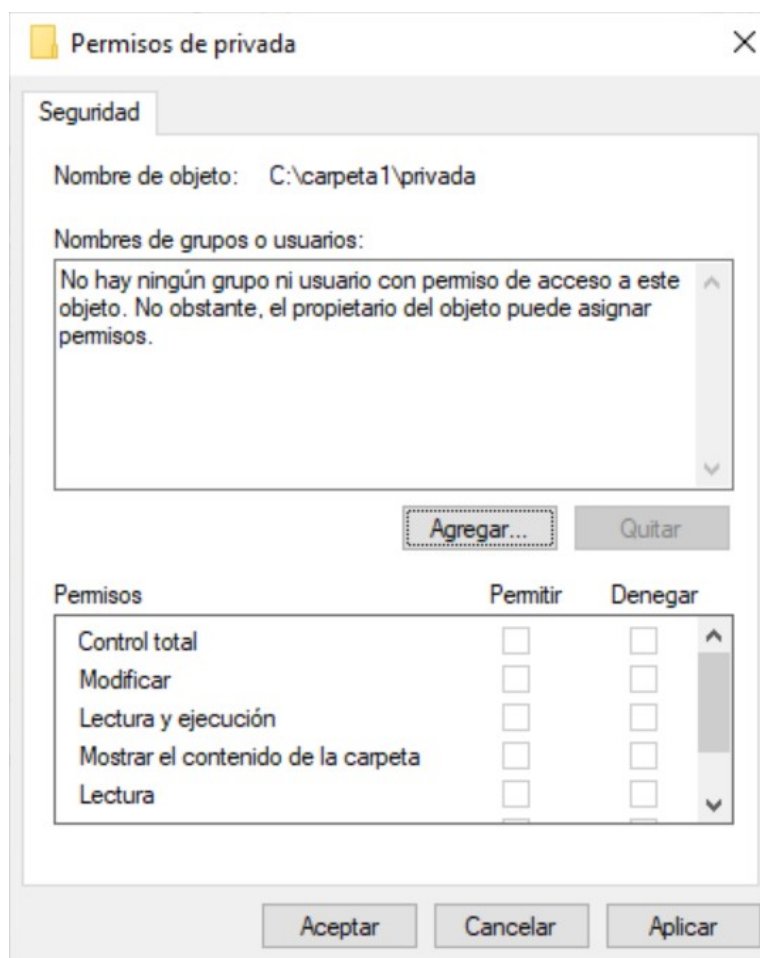 Permisos de privada
Seguridad
Nombre de objeto: C:\carpeta1\privada
Nombres de grupos o usuarios:
No hay ningún grupo ni usuario con permiso de acceso a este
objeto. No obstante, el propietario del objeto puede asignar
permisos.
Agregar... Quitar
Permisos Permitir Denegar
Control total
Modificar
Lectura y ejecución
Mostrar el contenido de la carpeta
Lectura
Aceptar Cancelar Aplicar